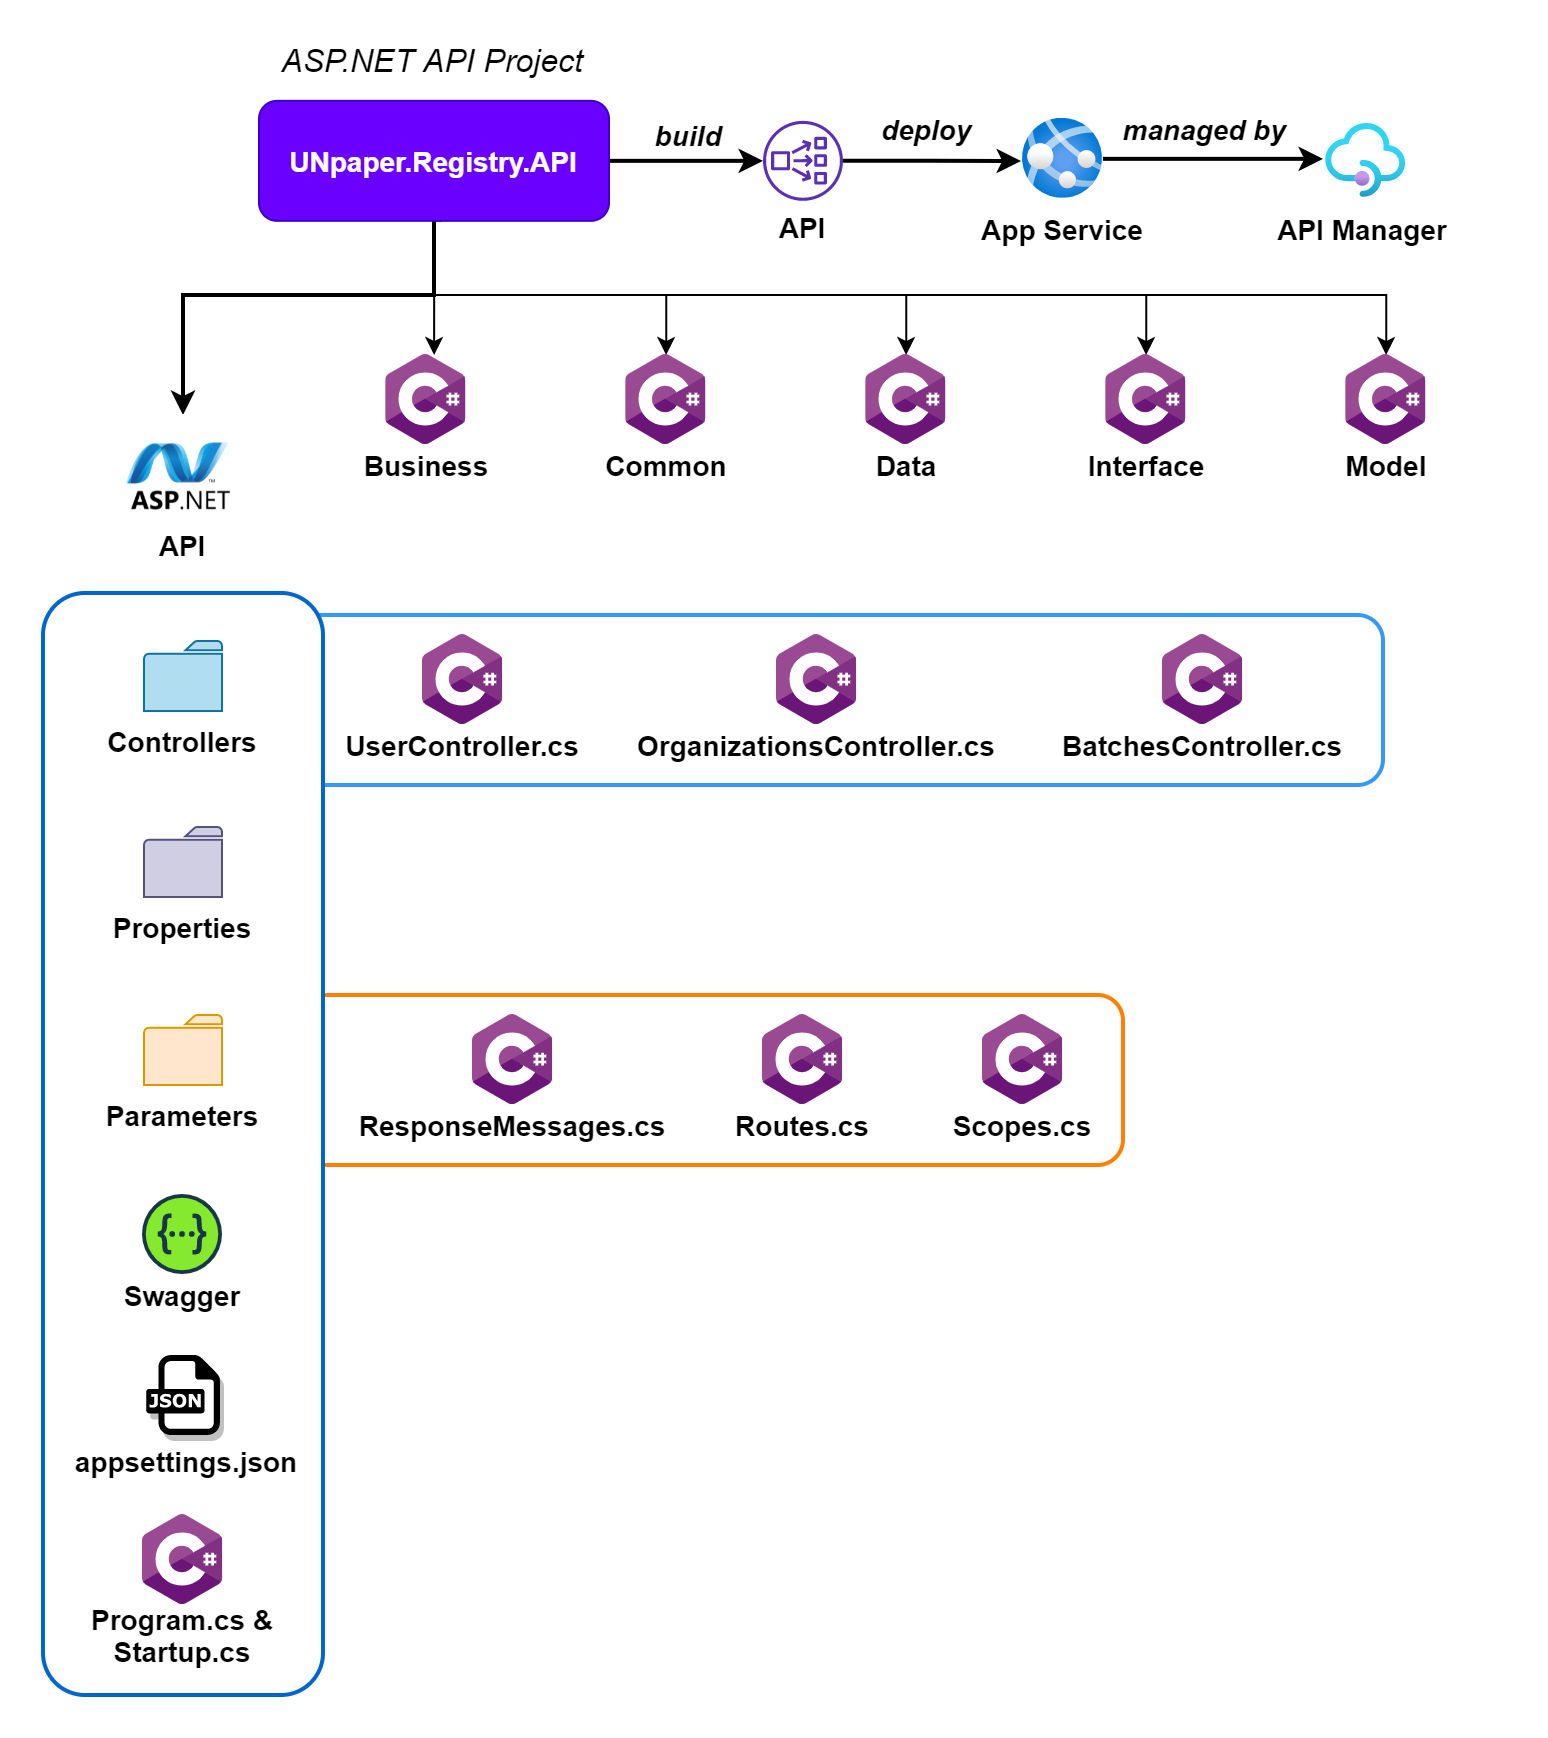 ASP.NET API Project
UNpaper.Registry.API
build
deploy
managed by
API
App Service
API Manager
#
#
#
#
#
Business
Common
Data
Interface
Model
™
ASP.NET
API
Controllers
#
#
#
UserController.cs
OrganizationsController.cs
BatchesController.cs
Properties
Parameters
#
#
#
ResponseMessages.cs
Routes.cs
Scopes.cs
{···}
Swagger
JSON
appsettings.json
#
Program.cs &
Startup.cs